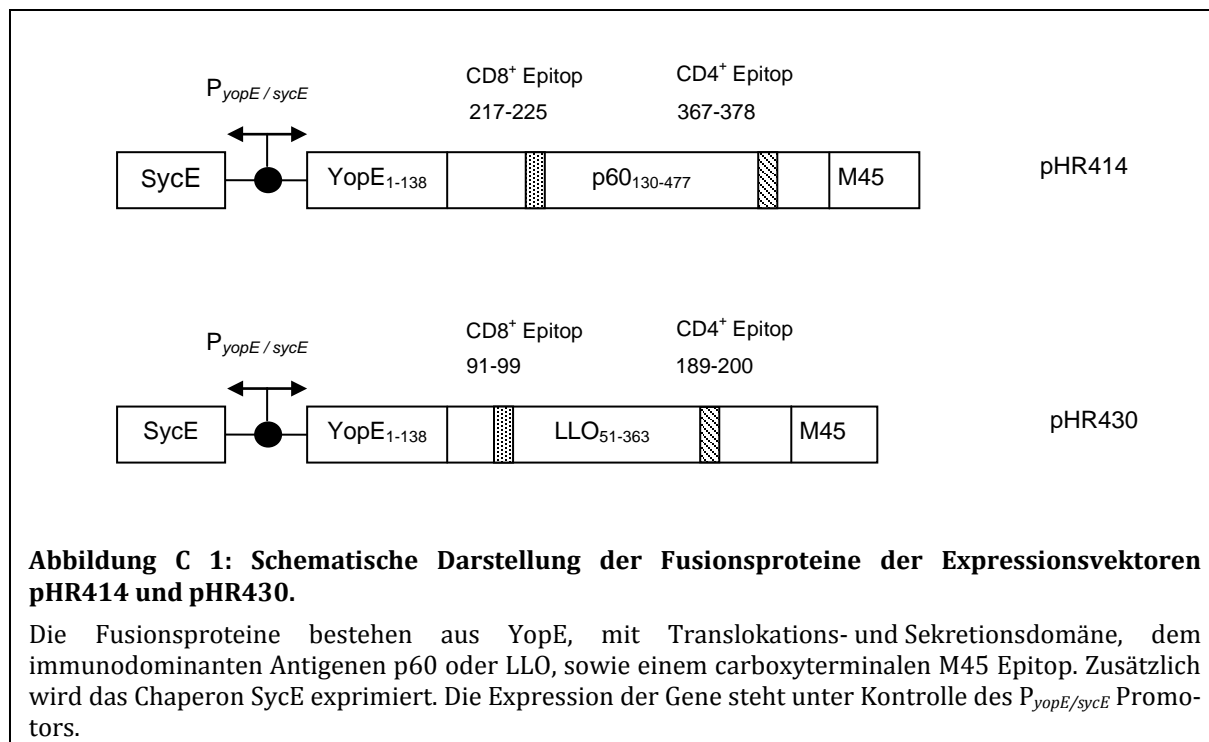 CD8+ Epitop CD4+ Epitop
PyopE / sycE
217-225 367-378
SycE YopE1-138 p60130-477 M45 pHR414
CD8+ Epitop CD4+ Epitop
PyopE / sycE
91-99 189-200
SycE YopE1-138 LLO51-363 M45 pHR430
Abbildung C 1: Schematische Darstellung der Fusionsproteine der Expressionsvektoren
pHR414 und pHR430.
Die Fusionsproteine bestehen aus YopE, mit Translokations- und Sekretionsdomäne, dem
immunodominanten Antigenen p60 oder LLO, sowie einem carboxyterminalen M45 Epitop. Zusätzlich
wird das Chaperon SycE exprimiert. Die Expression der Gene steht unter Kontrolle des PyopE/sycE Promo-
tors.